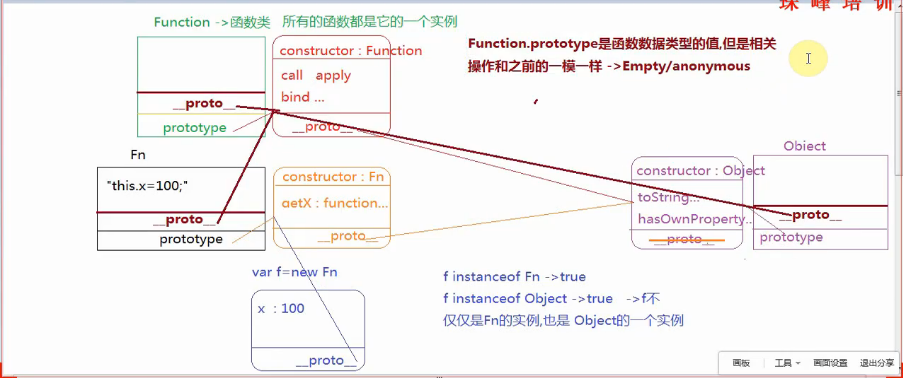 珠峰培训
Function ->函数类 所有的函数都是它的一个实例
constructor : Function
call apply
bind ...
__proto__
prototype
__proto__
Function.prototype是函数数据类型的值,但是相关
操作和之前的一模一样 ->Empty/anonymous
Fn
"this.x=100;"
__proto__
prototype
constructor : Fn
getX : function...
__proto__
Object
constructor : Object
toString...
hasOwnProperty...
__proto__
__proto__
prototype
var f=new Fn
x : 100
__proto__
f instanceof Fn ->true
f instanceof Object ->true ->f不
仅仅是Fn的实例,也是 Object的一个实例
画板 工具 画面设置 退出分享